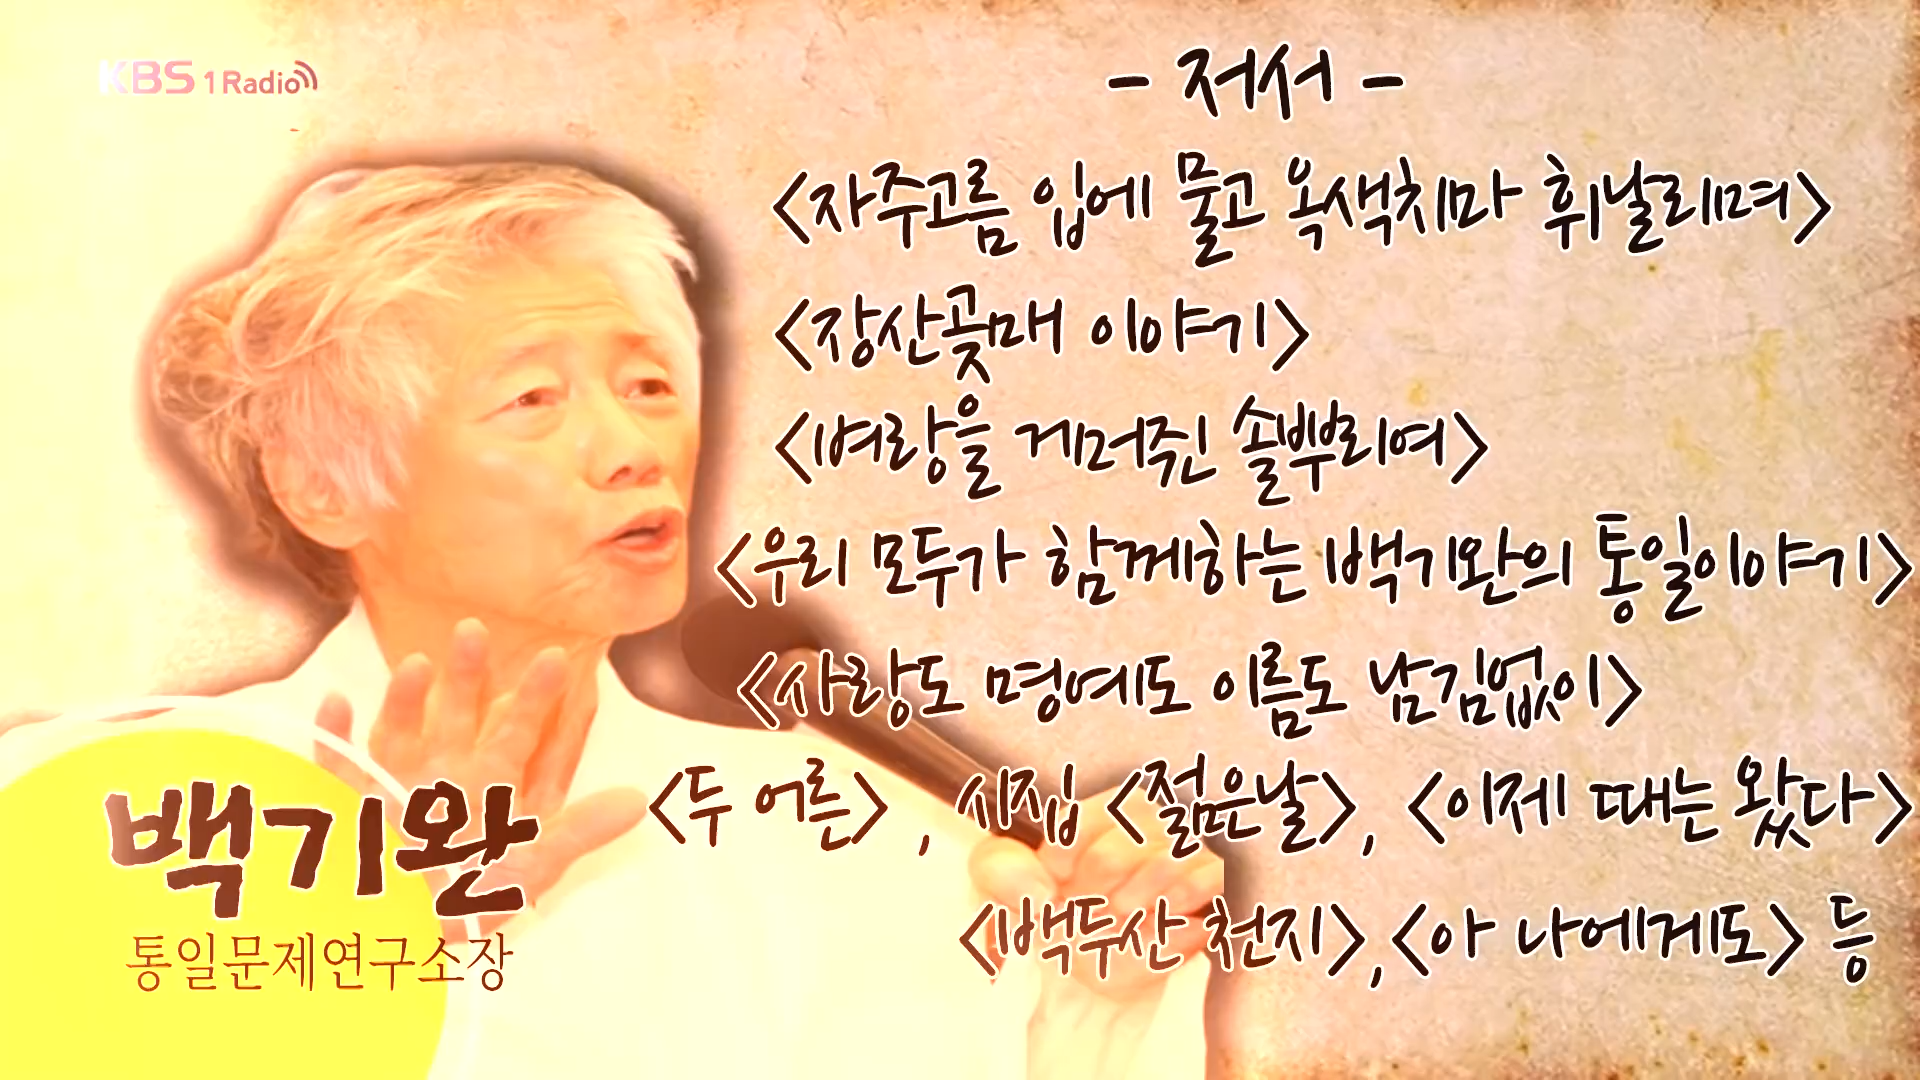 KBS 1 Radio
- 저서 -
<자주고름 입에 물고 옥색치마 휘날리며>
<장산곶매 이야기>
<벼랑을 거머쥔 솔뿌리여>
<우리 모두가 함께하는 백기완의 통일이야기>
<사랑도 명예도 이름도 남김없이>
<두 어른>, 시집 <젊은날>, <이제 때는 왔다>
<백두산 천지>,<아 나에게도> 등
백기완
통일문제연구소장